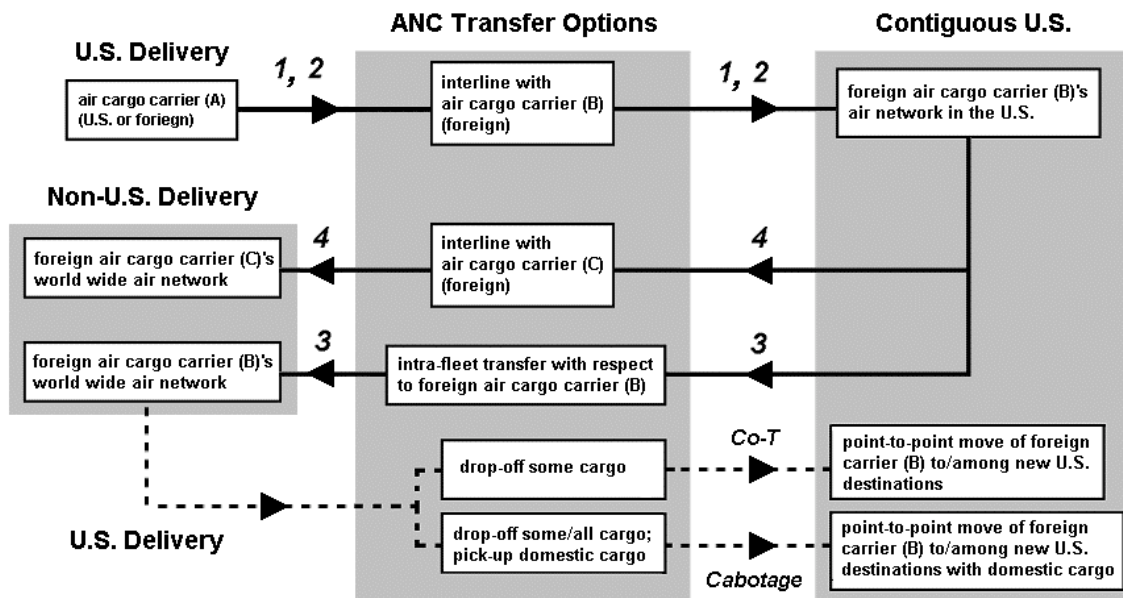 ANC Transfer Options
Contiguous U.S.
U.S. Delivery
1, 2
1, 2
air cargo carrier (A)
(U.S. or foriegn)
interline with
air cargo carrier (B)
(foreign)
foreign air cargo carrier (B)'s
air network in the U.S.
Non-U.S. Delivery
4
4
foreign air cargo carrier (C)'s
world wide air network
interline with
air cargo carrier (C)
(foreign)
3
3
foreign air cargo carrier (B)'s
world wide air network
intra-fleet transfer with respect
to foreign air cargo carrier (B)
Co-T
drop-off some cargo
point-to-point move of foreign
carrier (B) to/among new U.S.
destinations
U.S. Delivery
drop-off some/all cargo;
pick-up domestic cargo
Cabotage
point-to-point move of foreign
carrier (B) to/among new U.S.
destinations with domestic cargo